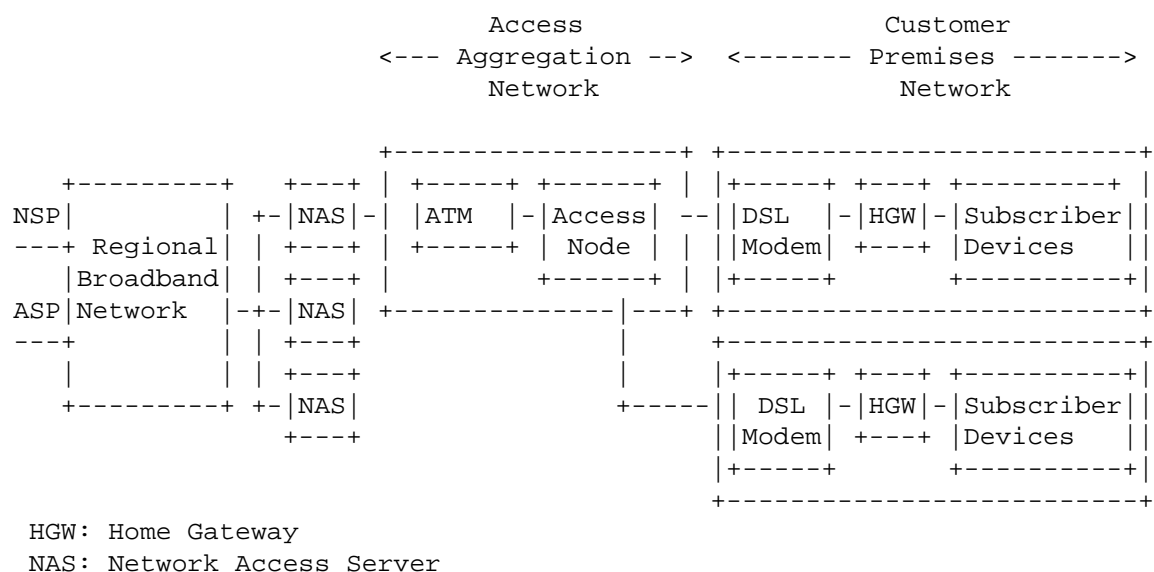 Access                   Customer
                        <--- Aggregation -->  <------- Premises ------->
                               Network                   Network

                        +------------------+ +--------------------------+
    +---------+   +---+ | +-----+ +------+ | |+-----+ +---+ +---------+ |
 NSP|         | +-|NAS|-| |ATM  |-|Access| --||DSL  |-|HGW|-|Subscriber||
 ---+ Regional| | +---+ | +-----+ | Node | | ||Modem| +---+ |Devices   ||
    |Broadband| | +---+ |         +------+ | |+-----+       +----------+|
 ASP|Network  |-+-|NAS| +--------------|---+ +--------------------------+
 ---+         | | +---+                |     +--------------------------+
    |         | | +---+                |     |+-----+ +---+ +----------+|
    +---------+ +-|NAS|                +-----|| DSL |-|HGW|-|Subscriber||
                  +---+                      ||Modem| +---+ |Devices   ||
                                             |+-----+       +----------+|
                                             +--------------------------+
 HGW: Home Gateway
 NAS: Network Access Server